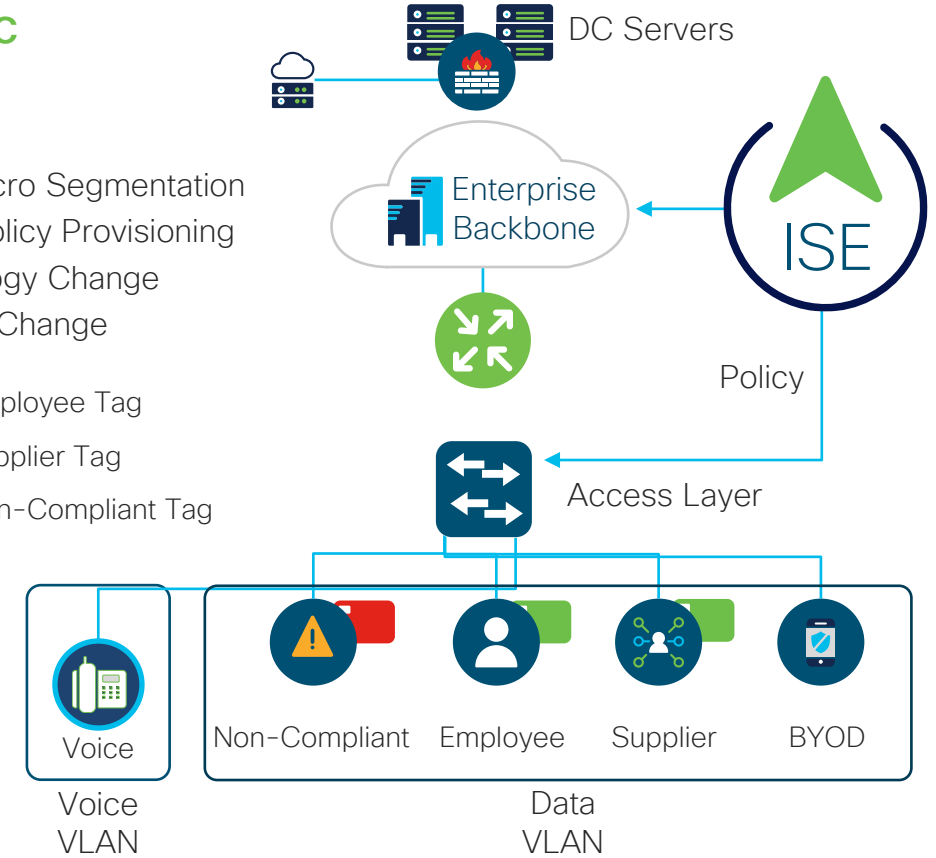 C
DC Servers
cro Segmentation
olicy Provisioning
ogy Change
Change
Enterprise
Backbone
ISE
Policy
ployee Tag
pplier Tag
n-Compliant Tag
Access Layer
Voice
Non-Compliant
Employee
Supplier
BYOD
Voice
VLAN
Data
VLAN